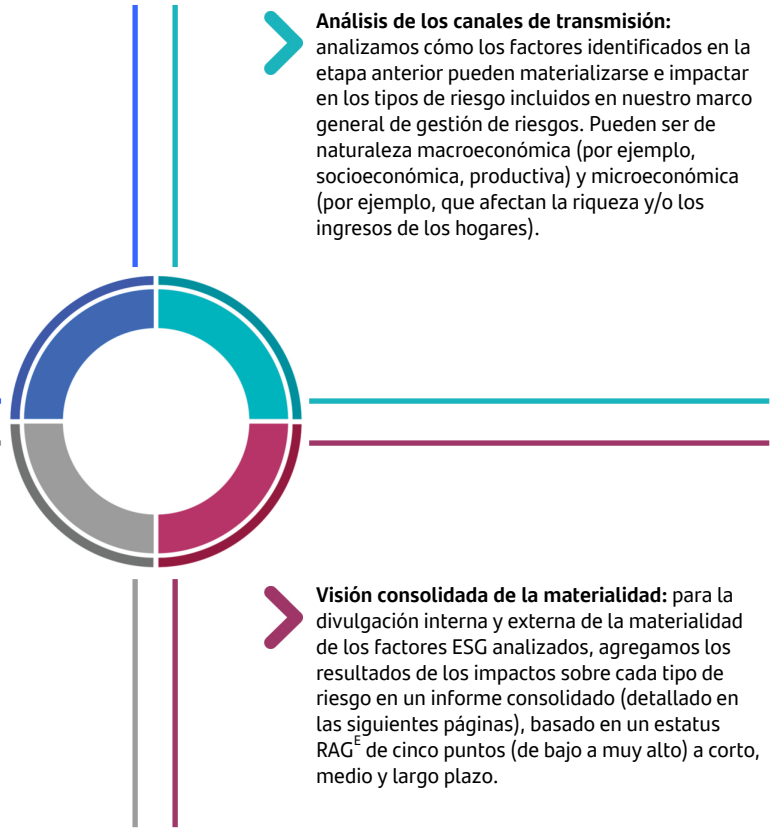 Análisis de los canales de transmisión:
analizamos cómo los factores identificados en la
etapa anterior pueden materializarse e impactar
en los tipos de riesgo incluidos en nuestro marco
general de gestión de riesgos. Pueden ser de
naturaleza macroeconómica (por ejemplo,
socioeconómica, productiva) y microeconómica
(por ejemplo, que afectan la riqueza y/o los
ingresos de los hogares).
Visión consolidada de la materialidad: para la
divulgación interna y externa de la materialidad
de los factores ESG analizados, agregamos los
resultados de los impactos sobre cada tipo de
riesgo en un informe consolidado (detallado en
las siguientes páginas), basado en un estatus
RAG^E de cinco puntos (de bajo a muy alto) a corto,
medio y largo plazo.